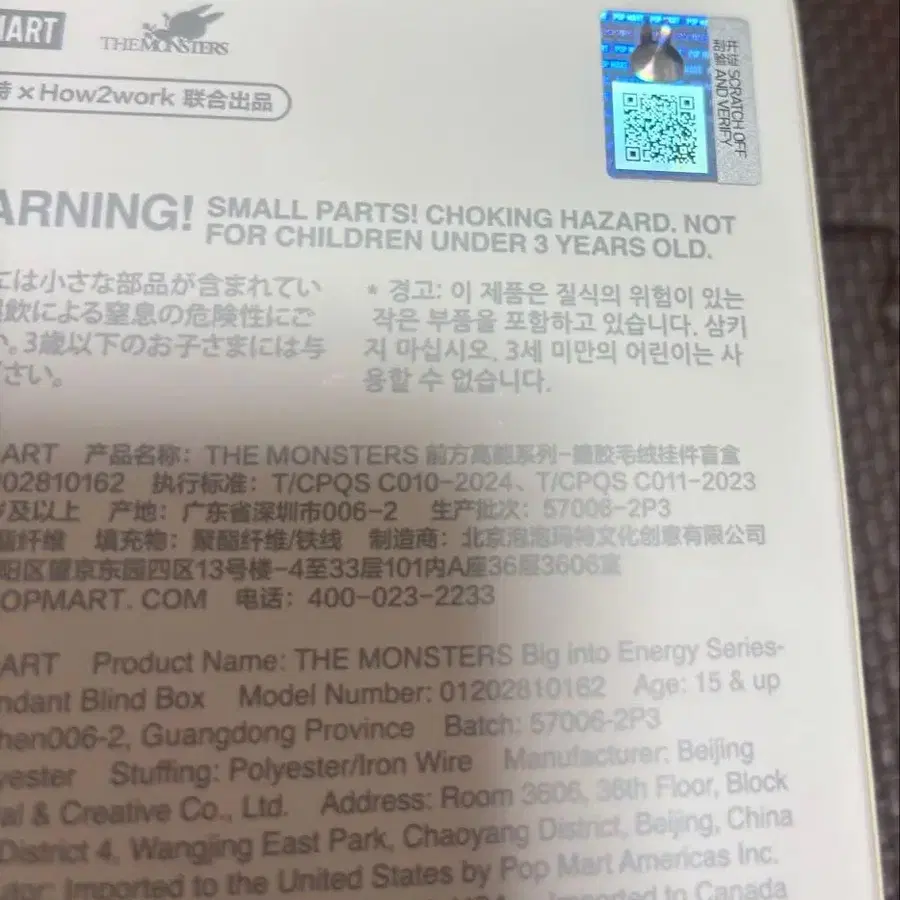 MART
THE MONSTERS
特 × How2work 联合出品
POP MART
开 刮
SCRATCH OFF
AND VERIFY
ARNING! SMALL PARTS! CHOKING HAZARD. NOT
FOR CHILDREN UNDER 3 YEARS OLD.
には小さな部品が含まれてい
飲による窒息の危険性にご
い。3歳以下のお子さまには与
ださい。
* 경고: 이 제품은 질식의 위험이 있는
작은 부품을 포함하고 있습니다. 삼키
지 마십시오. 3세 미만의 어린이는 사
용할 수 없습니다.
ART 产品名称: THE MONSTERS 前方高能系列-搪胶毛绒挂件盲盒
02810162 执行标准: T/CPQS C010-2024、T/CPQS C011-2023
岁及以上 产地: 广东省深圳市006-2 生产批次: 57006-2P3
酯纤维 填充物: 聚酯纤维/铁线 制造商: 北京泡泡玛特文化创意有限公司
阳区望京东园四区13号楼-4至33层101内A座36层3606室
OPMART. COM 电话: 400-023-2233
ART Product Name: THE MONSTERS Big into Energy Series-
ndant Blind Box Model Number: 01202810162 Age: 15 & up
hen006-2, Guangdong Province Batch: 57006-2P3
yester Stuffing: Polyester/Iron Wire Manufacturer: Beijing
al & Creative Co., Ltd. Address: Room 3606, 36th Floor, Block
District 4, Wangjing East Park, Chaoyang District, Beijing, China
utor: Imported to the United States by Pop Mart Americas Inc.
Imported to Canada